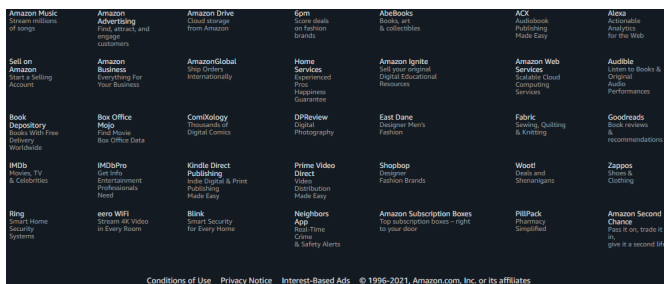 Amazon Music
Stream millions
of songs
Amazon
Advertising
Find, attract, and
engage
customers
Amazon Drive
Cloud storage
from Amazon
6pm
Score deals
on fashion
brands
AbeBooks
Books, art
& collectibles
ACX
Audiobook
Publishing
Made Easy
Alexa
Actionable
Analytics
for the Web
Sell on
Amazon
Start a Selling
Account
Amazon
Business
Everything For
Your Business
AmazonGlobal
Ship Orders
Internationally
Home
Services
Experienced
Pros
Happiness
Guarantee
Amazon Ignite
Sell your original
Digital Educational
Resources
Amazon Web
Services
Scalable Cloud
Computing
Services
Audible
Listen to Books &
Original
Audio
Performances
Book
Depository
Books With Free
Delivery
Worldwide
Box Office
Mojo
Find Movie
Box Office Data
ComiXology
Thousands of
Digital Comics
DPReview
Digital
Photography
East Dane
Designer Men's
Fashion
Fabric
Sewing, Quilting
& Knitting
Goodreads
Book reviews
&
recommendations
IMDb
Movies, TV
& Celebrities
IMDbPro
Get Info
Entertainment
Professionals
Need
Kindle Direct
Publishing
Indie Digital & Print
Publishing
Made Easy
Prime Video
Direct
Video
Distribution
Made Easy
Shopbop
Designer
Fashion Brands
Woot!
Deals and
Shenanigans
Zappos
Shoes &
Clothing
Ring
Smart Home
Security
Systems
eero WiFi
Stream 4K Video
in Every Room
Blink
Smart Security
for Every Home
Neighbors
App
Real-Time
Crime
& Safety Alerts
Amazon Subscription Boxes
Top subscription boxes – right
to your door
PillPack
Pharmacy
Simplified
Amazon Second
Chance
Pass it on, trade it
in,
give it a second life
Conditions of Use Privacy Notice Interest-Based Ads © 1996-2021, Amazon.com, Inc. or its affiliates